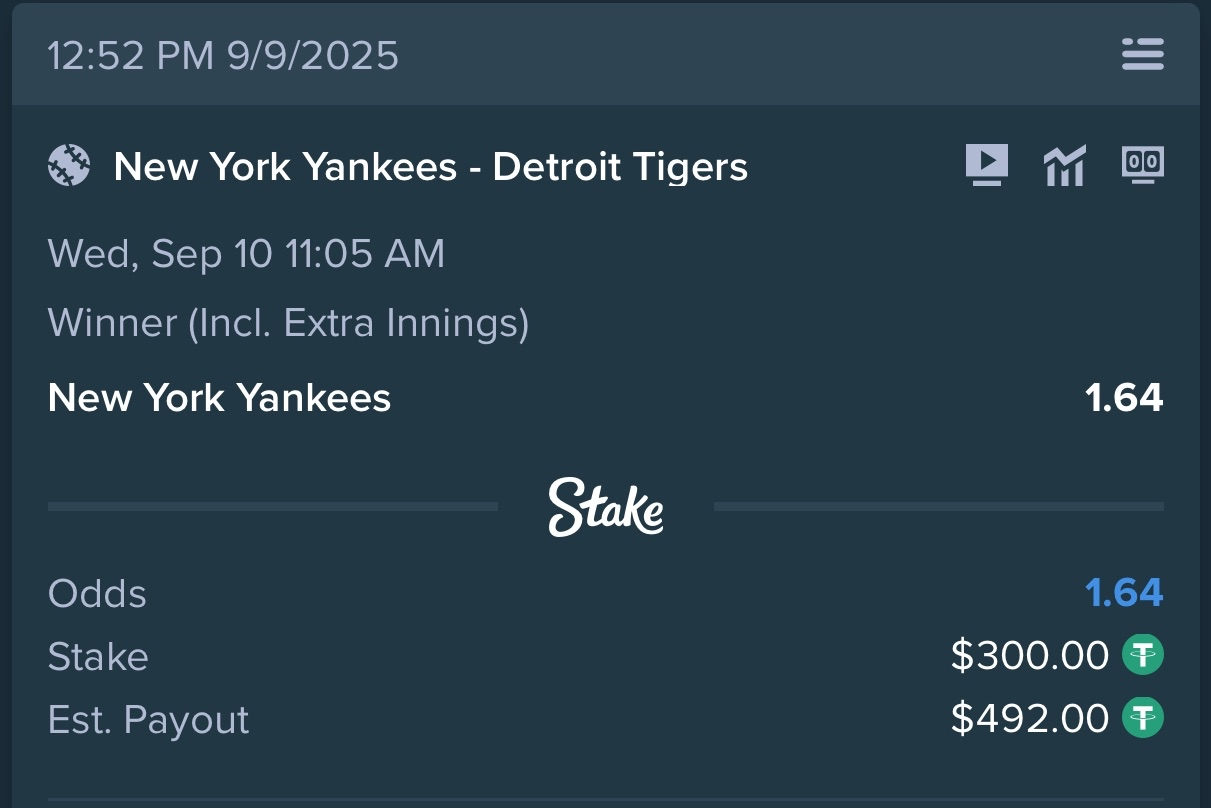 12:52 PM 9/9/2025
New York Yankees - Detroit Tigers
00
Wed, Sep 10 11:05 AM
Winner (Incl. Extra Innings)
New York Yankees 1.64
Stake
Odds 1.64
Stake $300.00
Est. Payout $492.00